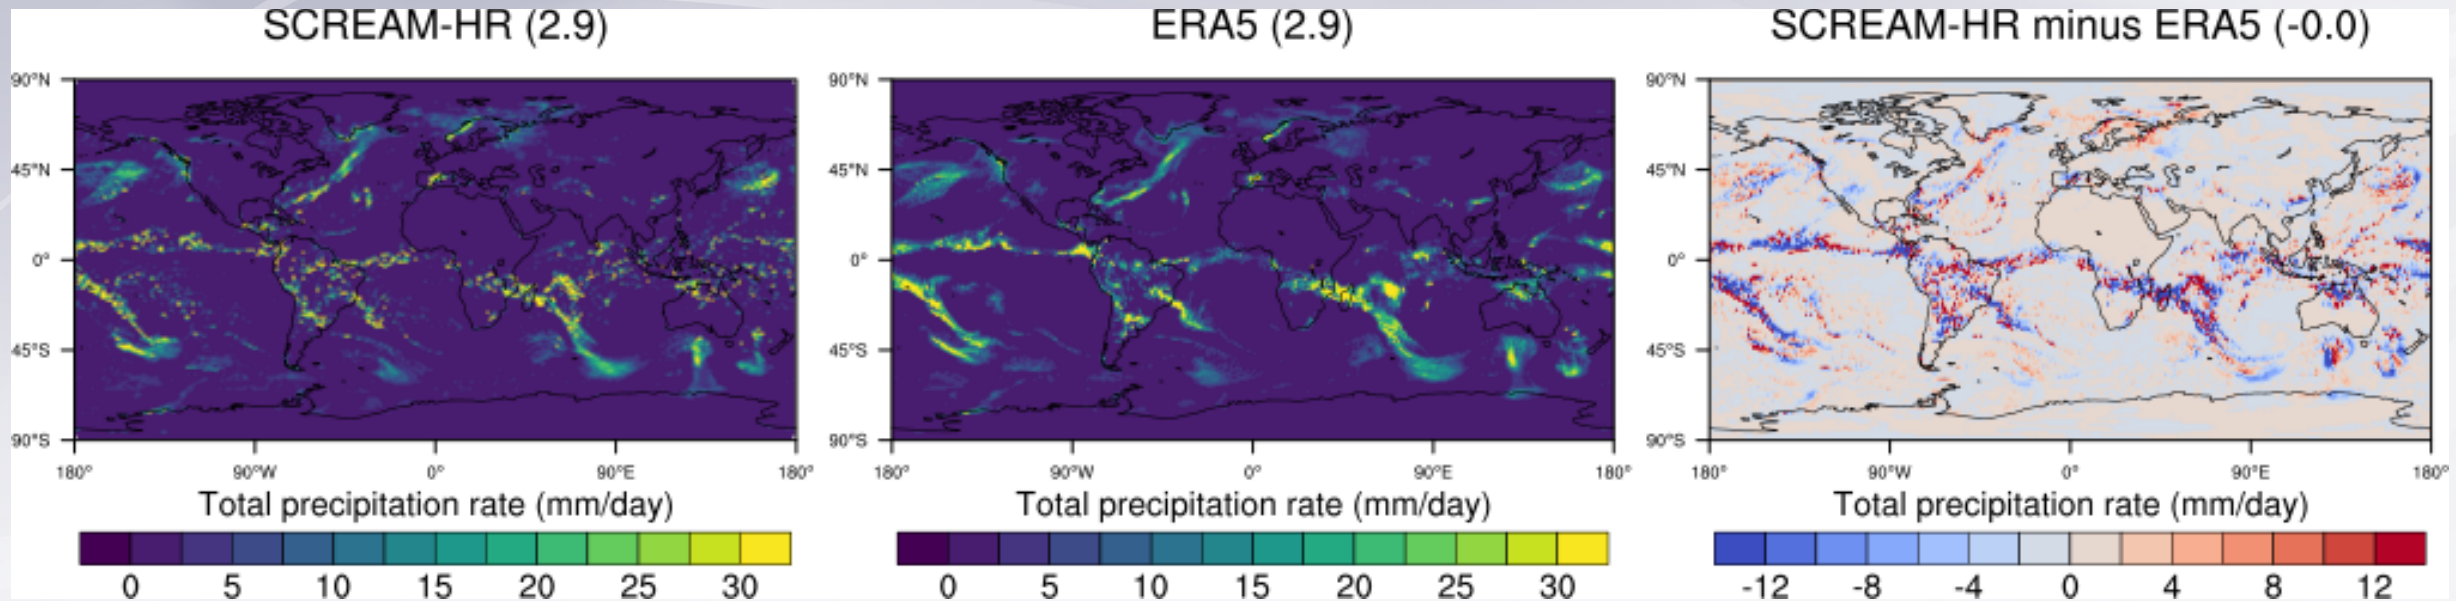 SCREAM-HR (2.9)
ERA5 (2.9)
SCREAM-HR minus ERA5 (-0.0)
90°N
45°N
0°
45°S
90°S
180° 90°W 0° 90°E 180°
90°N
45°N
0°
45°S
90°S
180° 90°W 0° 90°E 180°
90°N
45°N
0°
45°S
90°S
180° 90°W 0° 90°E 180°
Total precipitation rate (mm/day)
0 5 10 15 20 25 30
Total precipitation rate (mm/day)
0 5 10 15 20 25 30
Total precipitation rate (mm/day)
-12 -8 -4 0 4 8 12